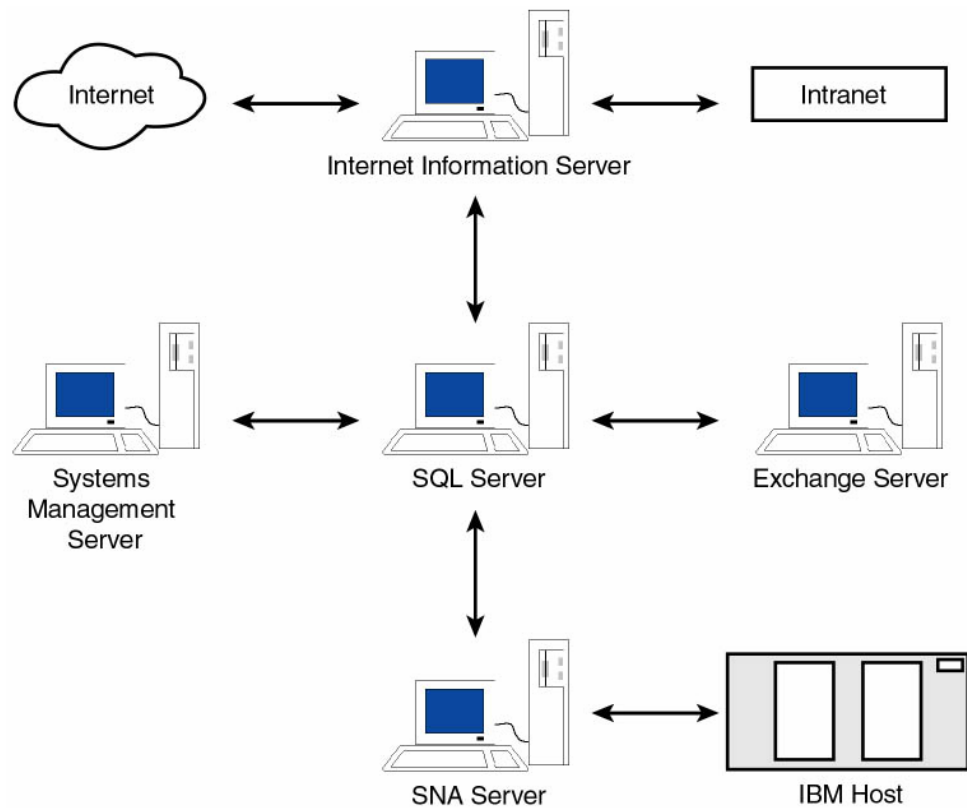 Internet
Intranet
Internet Information Server
Systems
Management
Server
SQL Server
Exchange Server
SNA Server
IBM Host